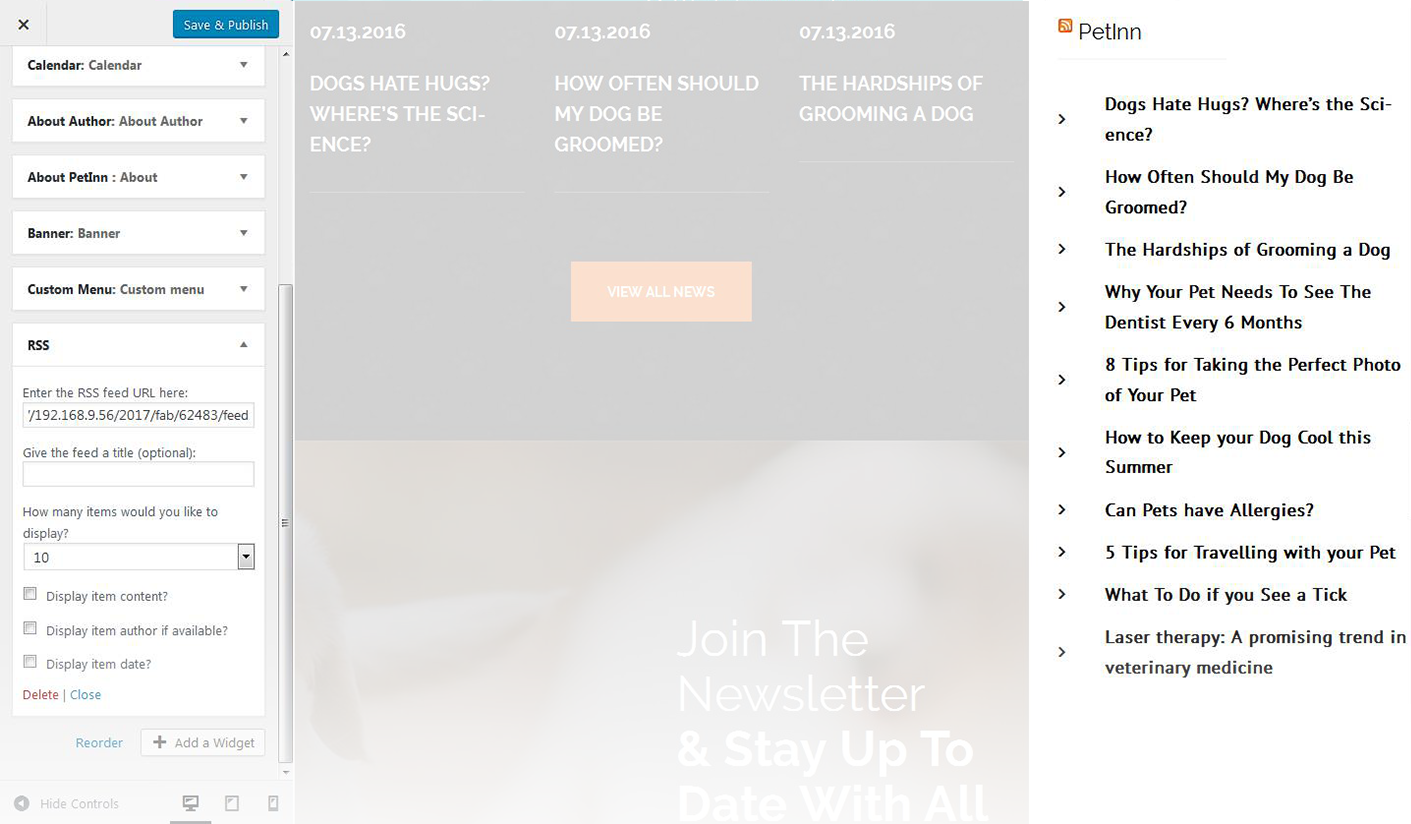 Save & Publish
Calendar: Calendar
About Author: About Author
About PetInn : About
Banner: Banner
Custom Menu: Custom menu
RSS
Enter the RSS feed URL here:
/192.168.9.56/2017/fab/62483/feed
Give the feed a title (optional):
How many items would you like to
display?
10
Display item content?
Display item author if available?
Display item date?
Delete | Close
Reorder
Add a Widget
Hide Controls
07.13.2016
DOGS HATE HUGS?
WHERE'S THE SCI-
ENCE?
07.13.2016
HOW OFTEN SHOULD
MY DOG BE
GROOMED?
07.13.2016
THE HARDSHIPS OF
GROOMING A DOG
VIEW ALL NEWS
Join The
Newsletter
& Stay Up To
Date With All
PetInn
Dogs Hate Hugs? Where's the Sci-
ence?
How Often Should My Dog Be
Groomed?
The Hardships of Grooming a Dog
Why Your Pet Needs To See The
Dentist Every 6 Months
8 Tips for Taking the Perfect Photo
of Your Pet
How to Keep your Dog Cool this
Summer
Can Pets have Allergies?
5 Tips for Travelling with your Pet
What To Do if you See a Tick
Laser therapy: A promising trend in
veterinary medicine